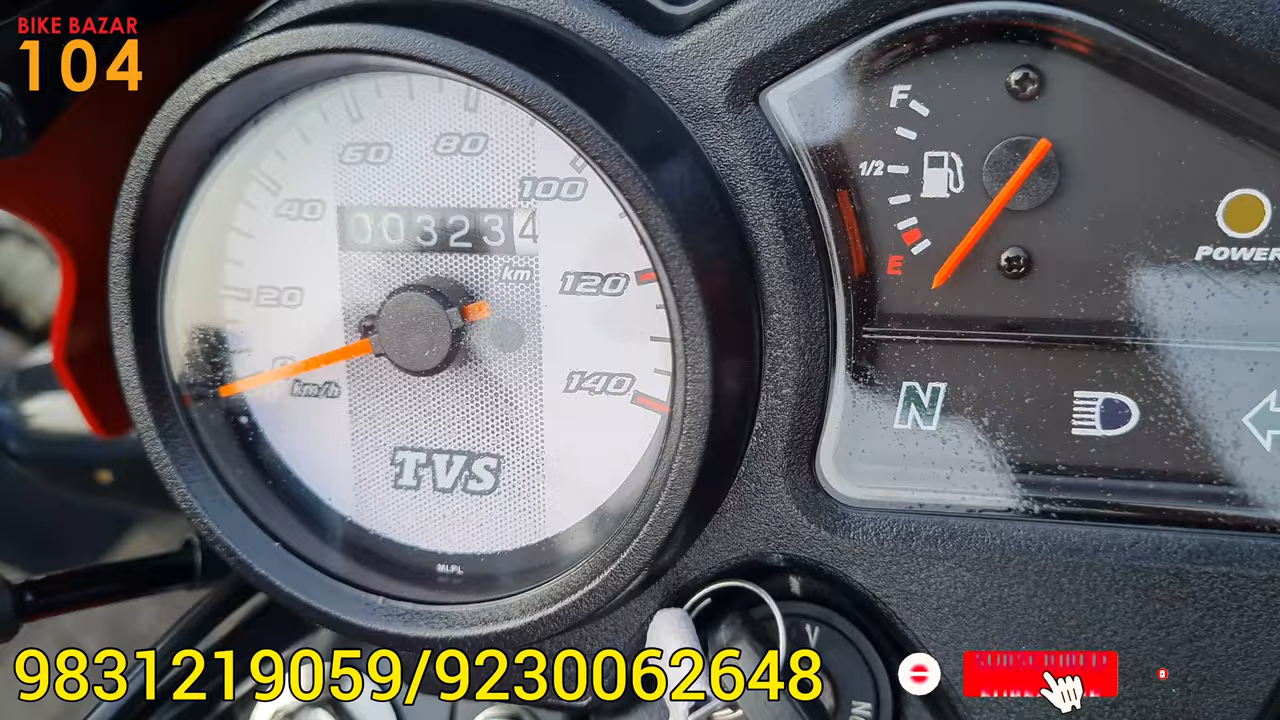 BIKE BAZAR
104
F
1/2
E
POWER
60
80
100
40
003234
km
20
120
0
km/h
140
TVS
N
MLPL
9831219059/9230062648